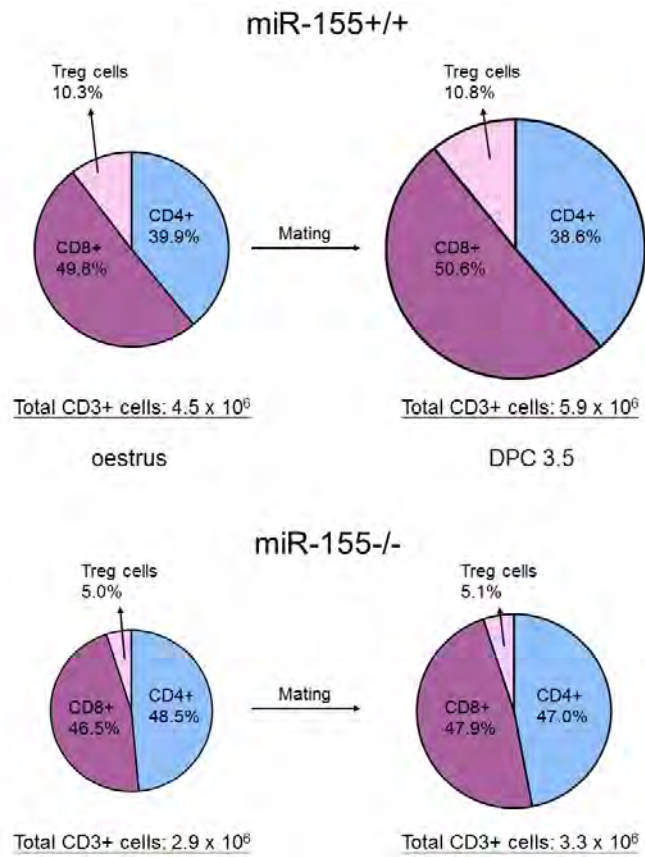 miR-155+/+
Treg cells
10.3%
CD4+
39.9%
CD8+
49.8%
Mating
Treg cells
10.8%
CD4+
38.6%
CD8+
50.6%
Total CD3+ cells: 4.5 x 10⁶
Total CD3+ cells: 5.9 x 10⁶
oestrus
DPC 3.5
miR-155-/-
Treg cells
5.0%
CD8+
46.5%
CD4+
48.5%
Mating
Treg cells
5.1%
CD8+
47.9%
CD4+
47.0%
Total CD3+ cells: 2.9 x 10⁶
Total CD3+ cells: 3.3 x 10⁶